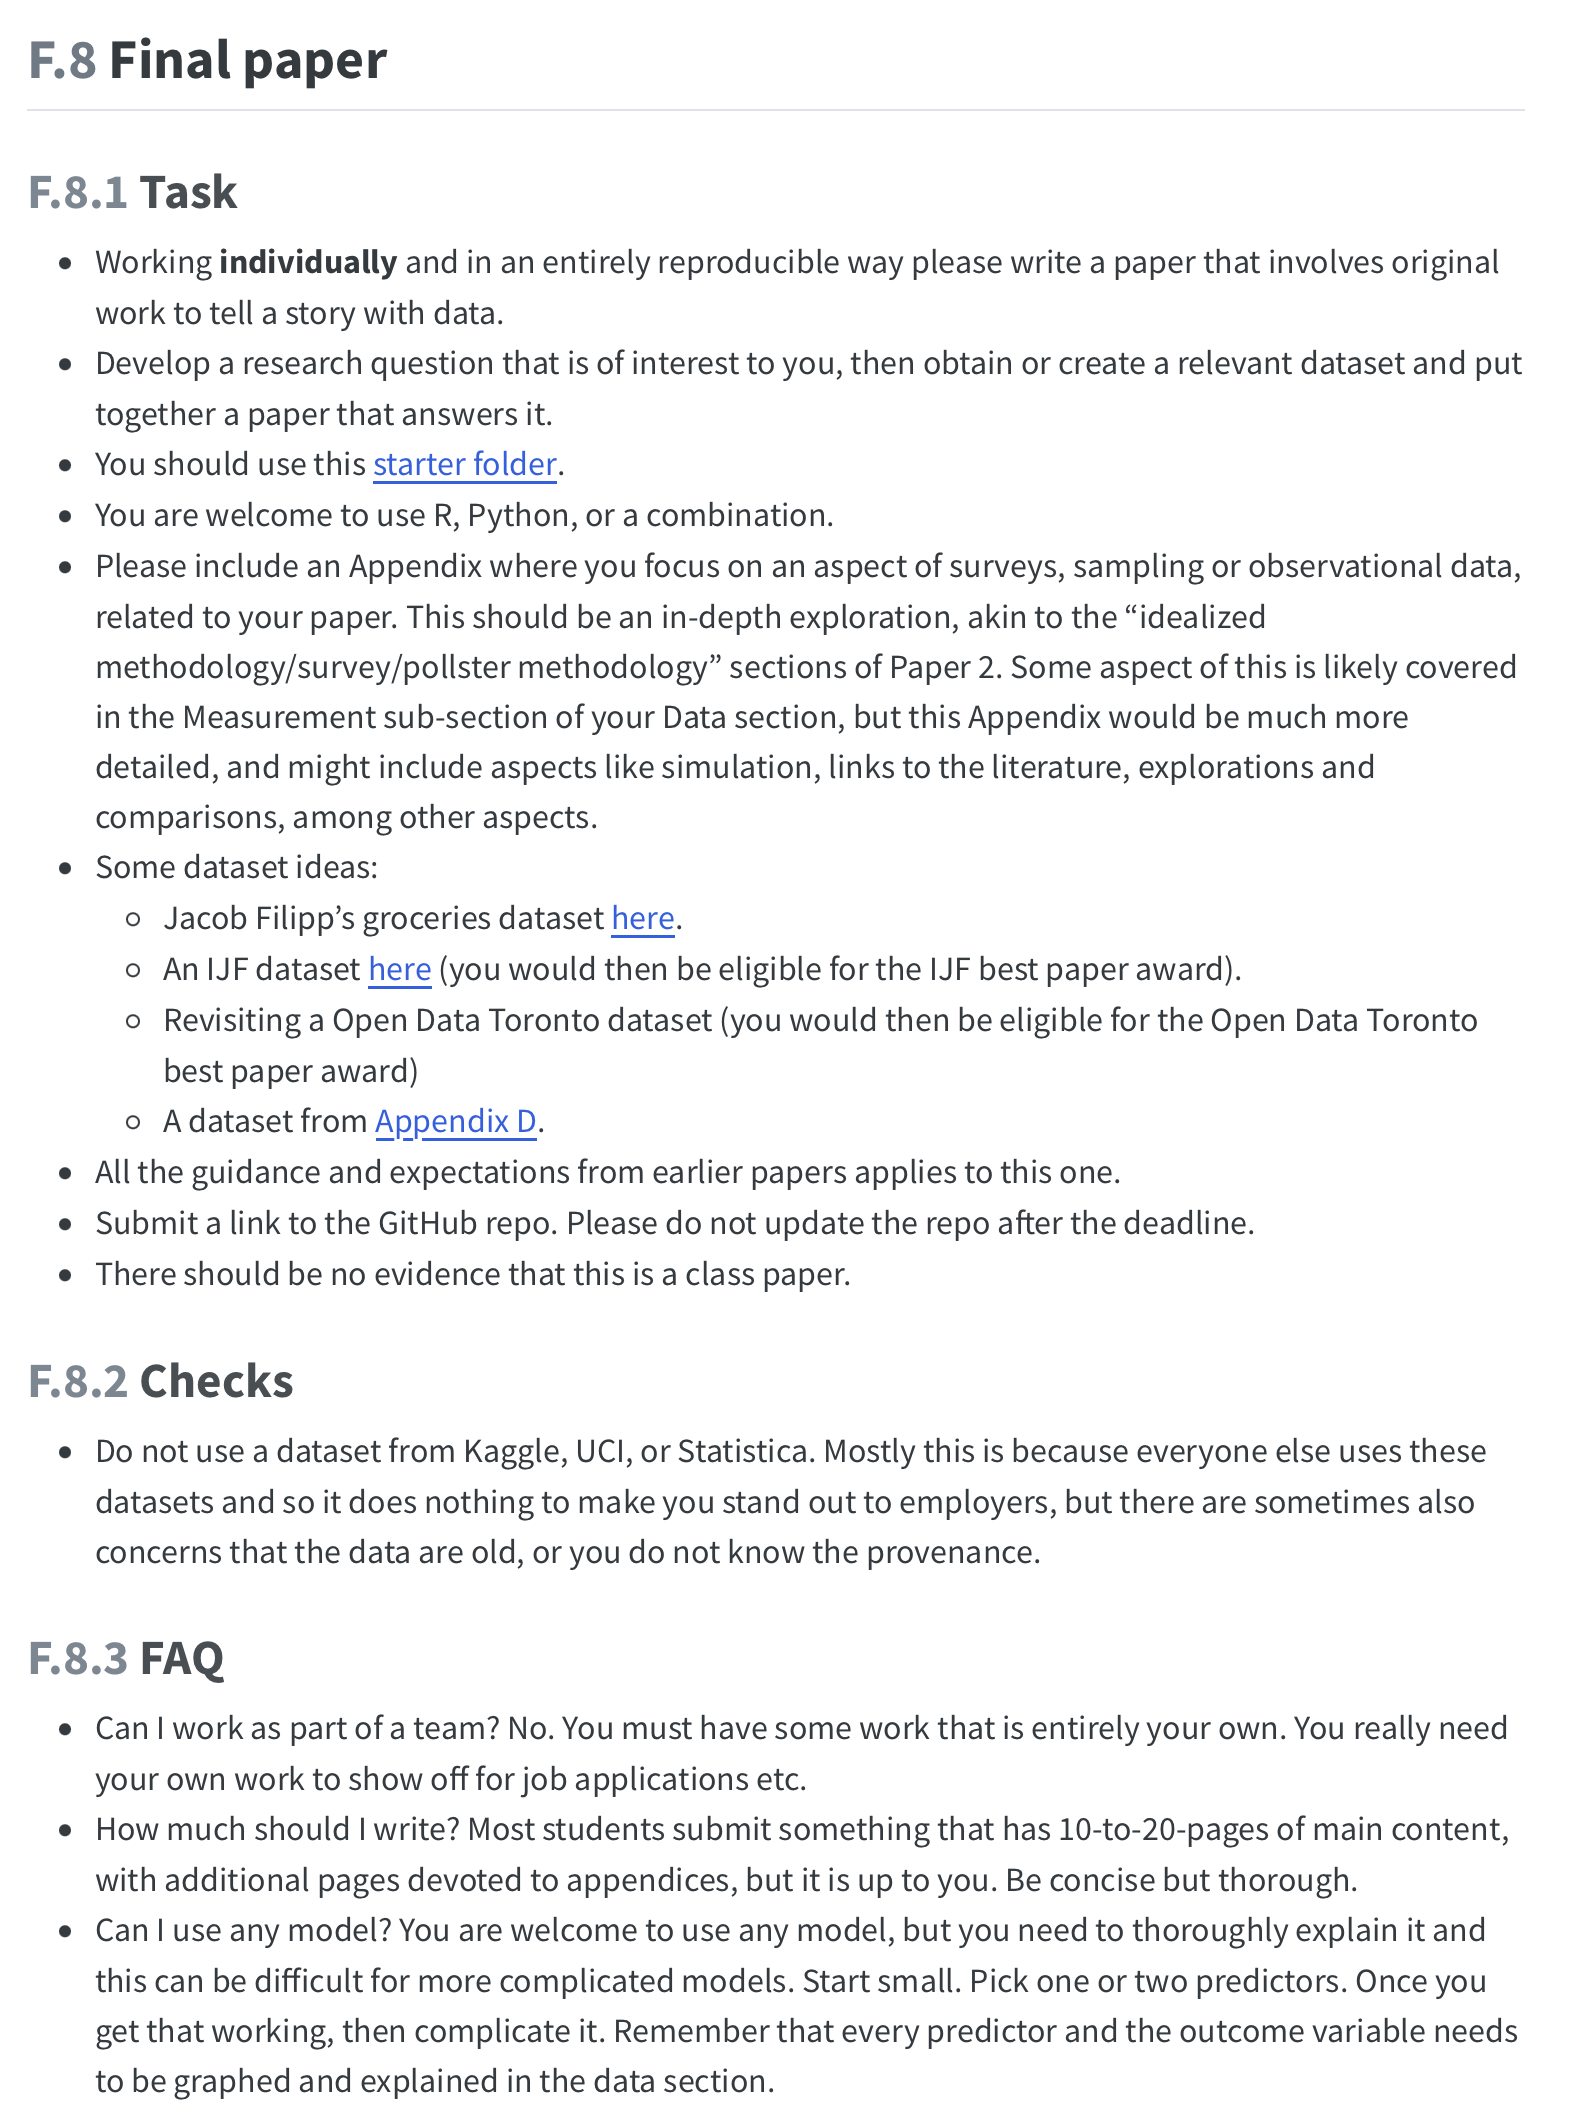 F.8 Final paper
F.8.1 Task
• Working individually and in an entirely reproducible way please write a paper that involves original
work to tell a story with data.
• Develop a research question that is of interest to you, then obtain or create a relevant dataset and put
together a paper that answers it.
• You should use this starter folder.
• You are welcome to use R, Python, or a combination.
• Please include an Appendix where you focus on an aspect of surveys, sampling or observational data,
related to your paper. This should be an in-depth exploration, akin to the “idealized
methodology/survey/pollster methodology” sections of Paper 2. Some aspect of this is likely covered
in the Measurement sub-section of your Data section, but this Appendix would be much more
detailed, and might include aspects like simulation, links to the literature, explorations and
comparisons, among other aspects.
• Some dataset ideas:
◦ Jacob Filipp’s groceries dataset here.
◦ An IJF dataset here (you would then be eligible for the IJF best paper award).
◦ Revisiting a Open Data Toronto dataset (you would then be eligible for the Open Data Toronto
best paper award)
◦ A dataset from Appendix D.
• All the guidance and expectations from earlier papers applies to this one.
• Submit a link to the GitHub repo. Please do not update the repo after the deadline.
• There should be no evidence that this is a class paper.
F.8.2 Checks
• Do not use a dataset from Kaggle, UCI, or Statistica. Mostly this is because everyone else uses these
datasets and so it does nothing to make you stand out to employers, but there are sometimes also
concerns that the data are old, or you do not know the provenance.
F.8.3 FAQ
• Can I work as part of a team? No. You must have some work that is entirely your own. You really need
your own work to show off for job applications etc.
• How much should I write? Most students submit something that has 10-to-20-pages of main content,
with additional pages devoted to appendices, but it is up to you. Be concise but thorough.
• Can I use any model? You are welcome to use any model, but you need to thoroughly explain it and
this can be difficult for more complicated models. Start small. Pick one or two predictors. Once you
get that working, then complicate it. Remember that every predictor and the outcome variable needs
to be graphed and explained in the data section.